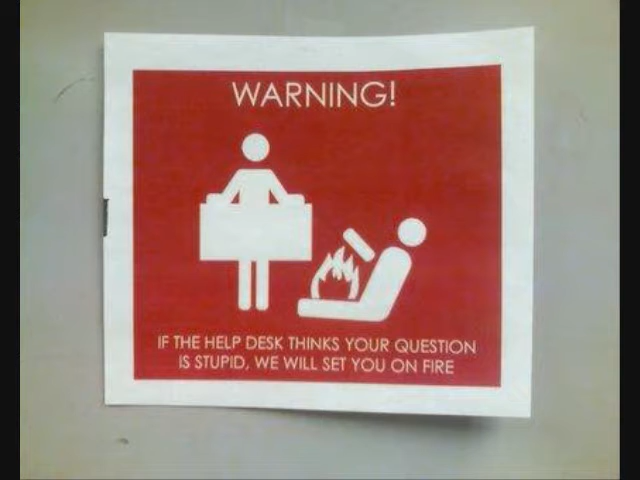 WARNING!
IF THE HELP DESK THINKS YOUR QUESTION
IS STUPID, WE WILL SET YOU ON FIRE